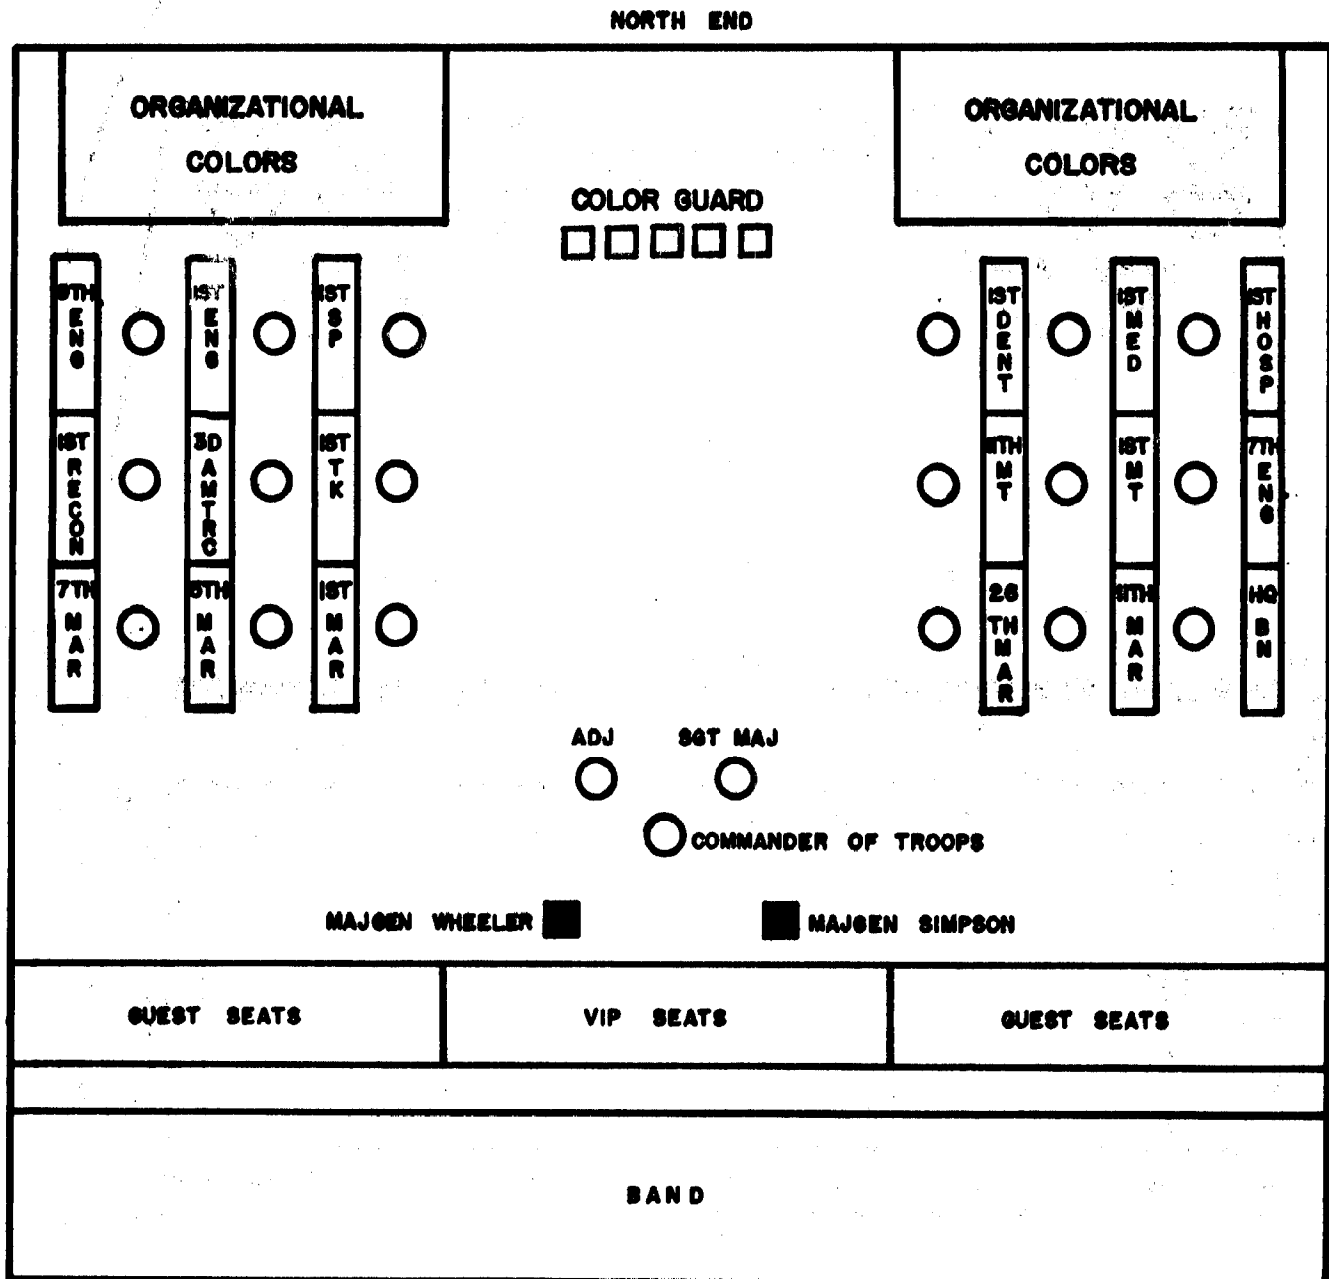 NORTH END
ORGANIZATIONAL
COLORS
ORGANIZATIONAL
COLORS
COLOR GUARD
9TH ENG
1ST ENG
1ST SP
1ST DENT
1ST MED
1ST HOSP
1ST RECON
3D AMTRC
1ST TK
11TH MT
1ST MT
7TH ENG
7TH MAR
5TH MAR
1ST MAR
26 TH MAR
11TH MAR
HQ BN
ADJ
SGT MAJ
COMMANDER OF TROOPS
MAJGEN WHEELER
MAJGEN SIMPSON
GUEST SEATS
VIP SEATS
GUEST SEATS
BAND